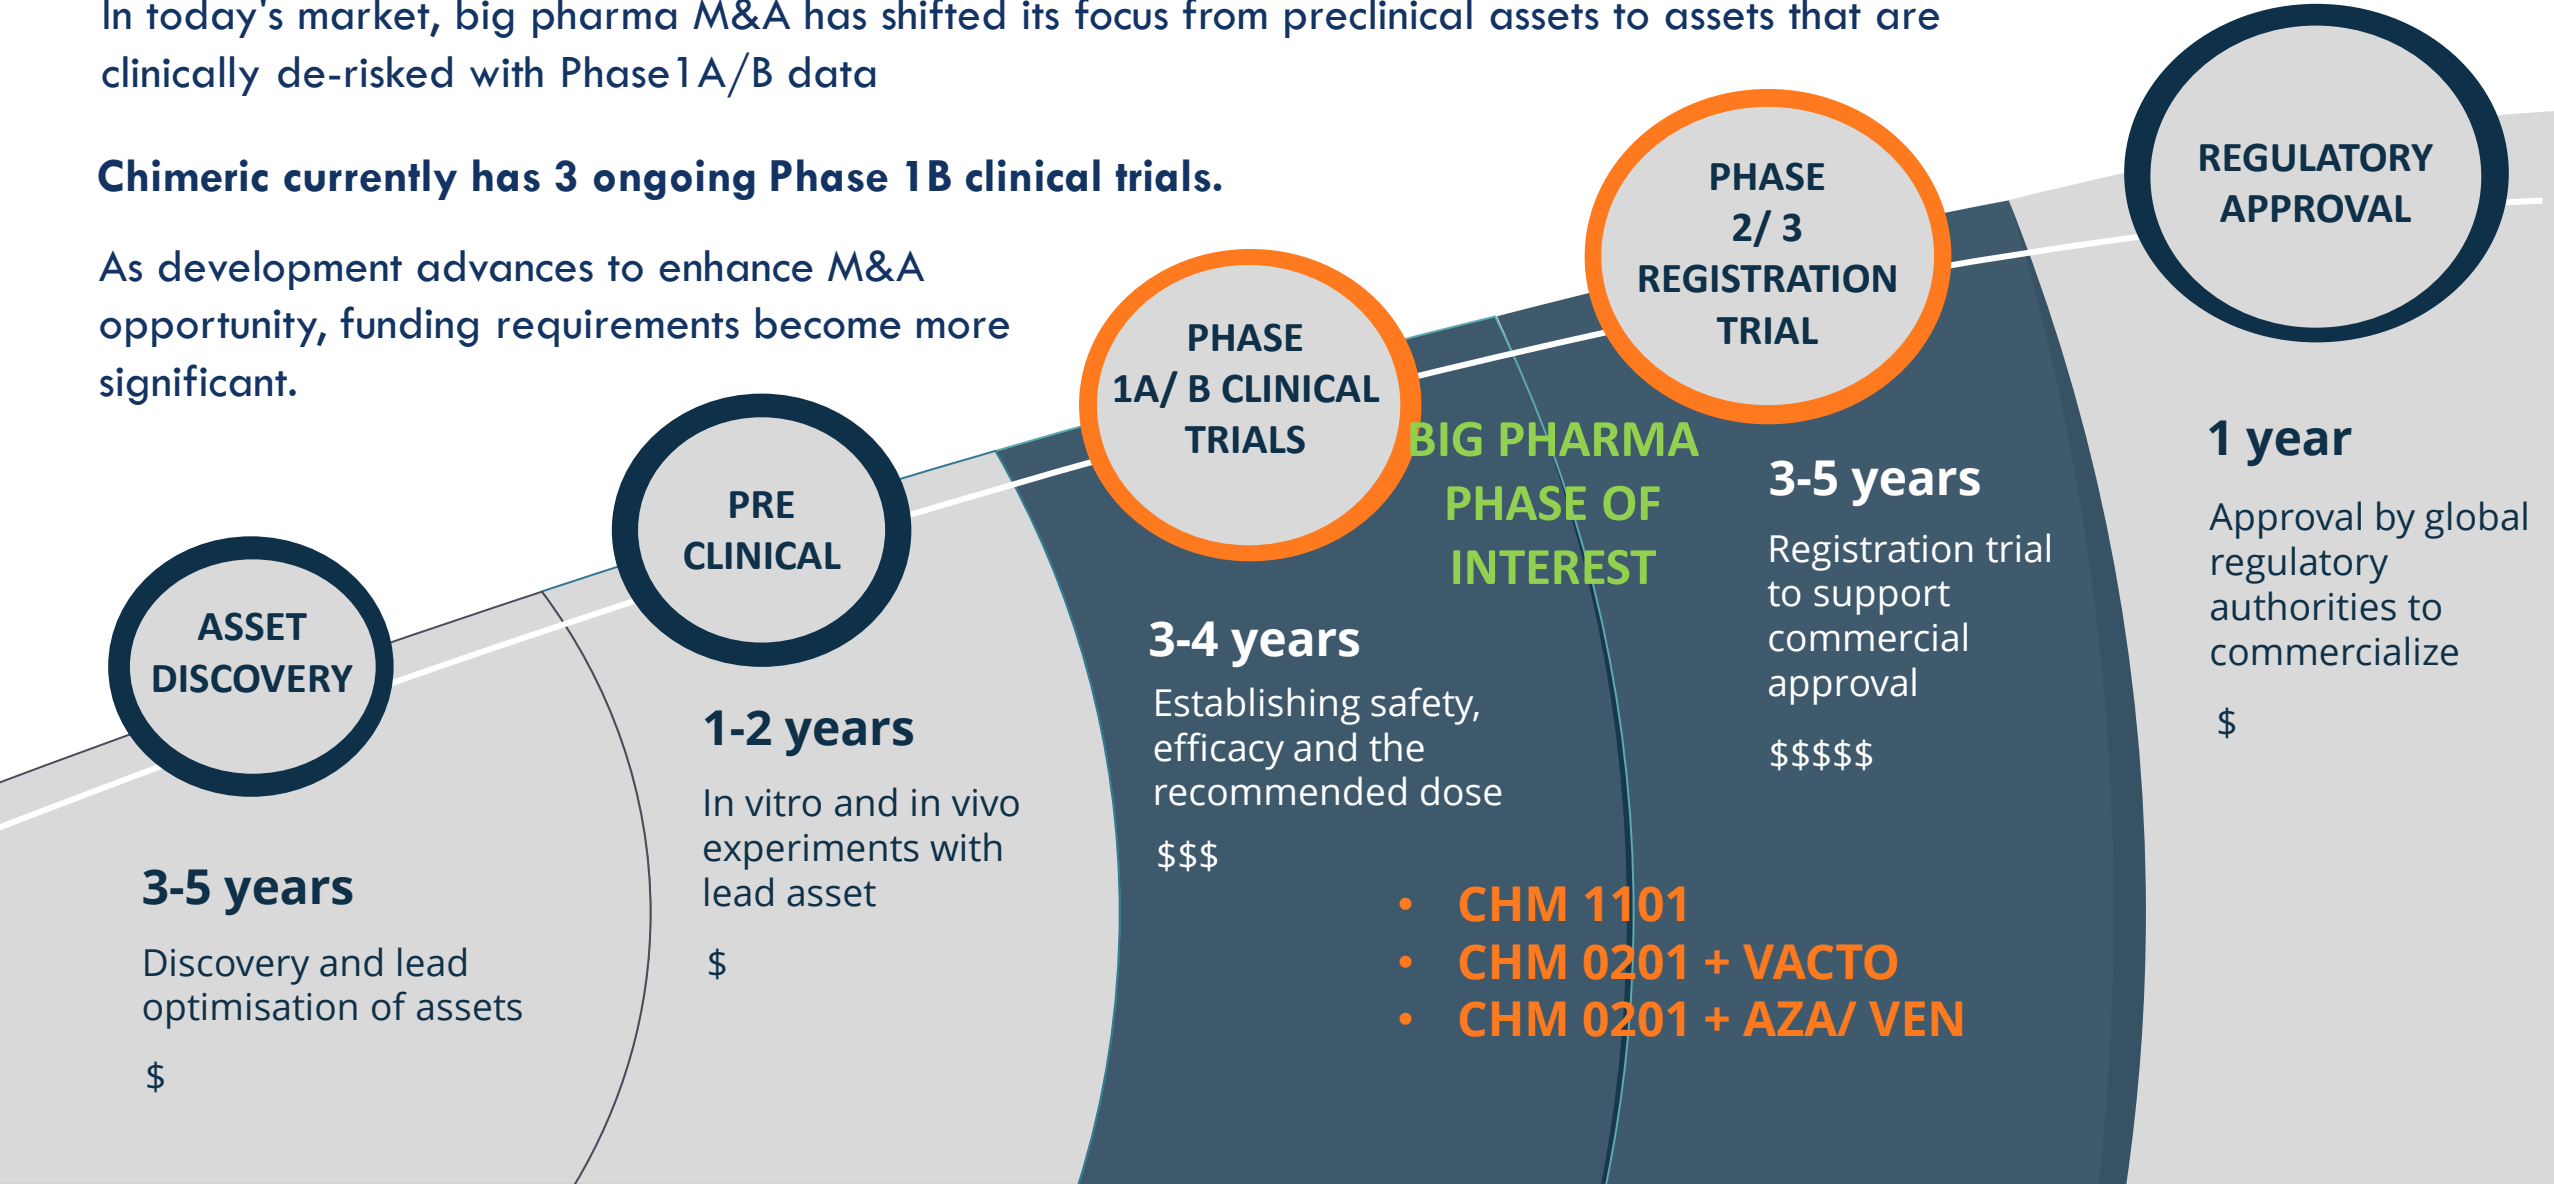 In today's market, big pharma M&A has shifted its focus from preclinical assets to assets that are
clinically de-risked with Phase1A/B data
Chimeric currently has 3 ongoing Phase 1B clinical trials.
As development advances to enhance M&A
opportunity, funding requirements become more
significant.
ASSET
DISCOVERY
3-5 years
Discovery and lead
optimisation of assets
$
PRE
CLINICAL
1-2 years
In vitro and in vivo
experiments with
lead asset
$
PHASE
1A/ B CLINICAL
TRIALS
3-4 years
Establishing safety,
efficacy and the
recommended dose
$$$
BIG PHARMA
PHASE OF
INTEREST
PHASE
2/ 3
REGISTRATION
TRIAL
3-5 years
Registration trial
to support
commercial
approval
$$$$$
• CHM 1101
• CHM 0201 + VACTO
• CHM 0201 + AZA/ VEN
REGULATORY
APPROVAL
1 year
Approval by global
regulatory
authorities to
commercialize
$